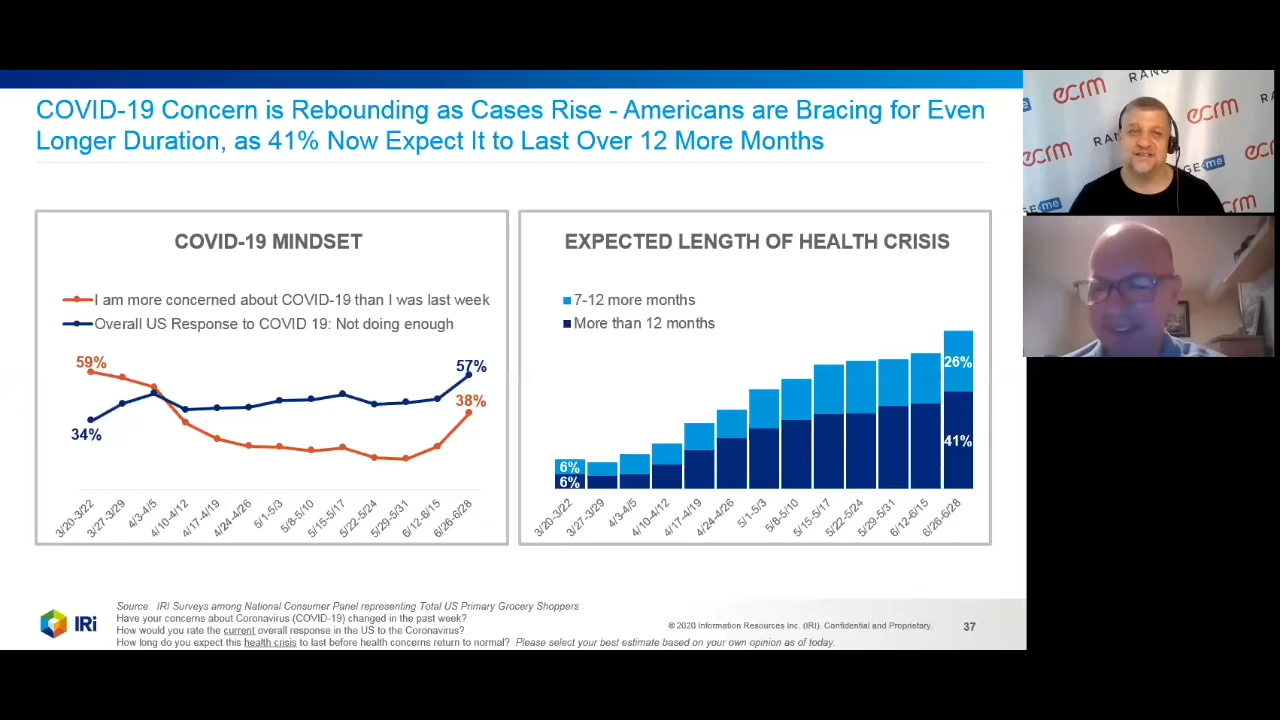 COVID-19 Concern is Rebounding as Cases Rise - Americans are Bracing for Even
Longer Duration, as 41% Now Expect It to Last Over 12 More Months
COVID-19 MINDSET
I am more concerned about COVID-19 than I was last week
Overall US Response to COVID 19: Not doing enough
59%
34%
57%
38%
3/20-3/22
3/27-3/29
4/3-4/5
4/10-4/12
4/17-4/19
4/24-4/26
5/1-5/3
5/8-5/10
5/15-5/17
5/22-5/24
5/29-5/31
6/12-6/15
6/26-6/28
EXPECTED LENGTH OF HEALTH CRISIS
7-12 more months
More than 12 months
6%
6%
26%
41%
3/20-3/22
3/27-3/29
4/3-4/5
4/10-4/12
4/17-4/19
4/24-4/26
5/1-5/3
5/8-5/10
5/15-5/17
5/22-5/24
5/29-5/31
6/12-6/15
6/26-6/28
IRi
Source: IRI Surveys among National Consumer Panel representing Total US Primary Grocery Shoppers
Have your concerns about Coronavirus (COVID-19) changed in the past week?
How would you rate the current overall response in the US to the Coronavirus?
How long do you expect this health crisis to last before health concerns return to normal? Please select your best estimate based on your own opinion as of today.
© 2020 Information Resources Inc. (IRI). Confidential and Proprietary.
37
ecrm
RAN
ecrm
RA
ecrm
RANGE me
ec
GE me
crm